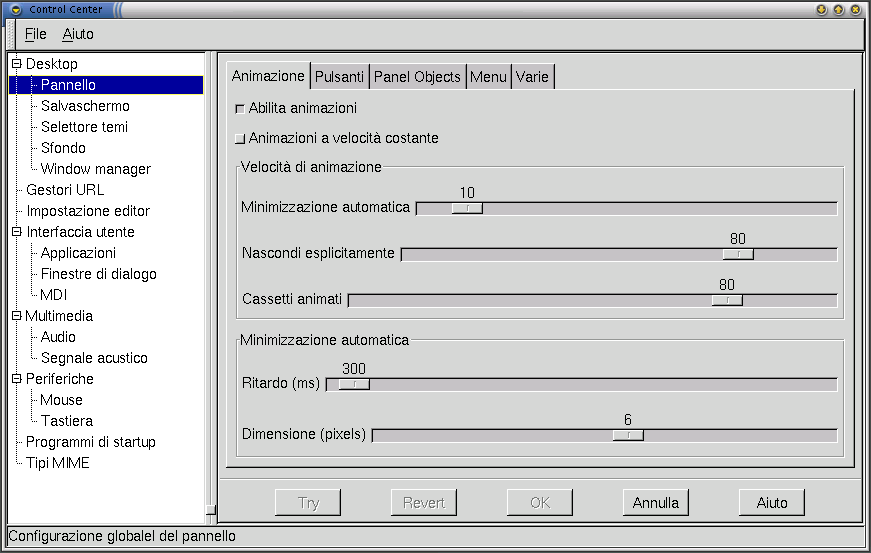 Control Center
File Aiuto
Desktop
Pannello
Salvaschermo
Selettore temi
Sfondo
Window manager
Gestori URL
Impostazione editor
Interfaccia utente
Applicazioni
Finestre di dialogo
MDI
Multimedia
Audio
Segnale acustico
Periferiche
Mouse
Tastiera
Programmi di startup
Tipi MIME
Animazione Pulsanti Panel Objects Menu Varie
Abilita animazioni
Animazioni a velocità costante
Velocità di animazione
10
Minimizzazione automatica
80
Nascondi esplicitamente
80
Cassetti animati
Minimizzazione automatica
300
Ritardo (ms)
6
Dimensione (pixels)
Try Revert OK Annulla Aiuto
Configurazione globalel del pannello